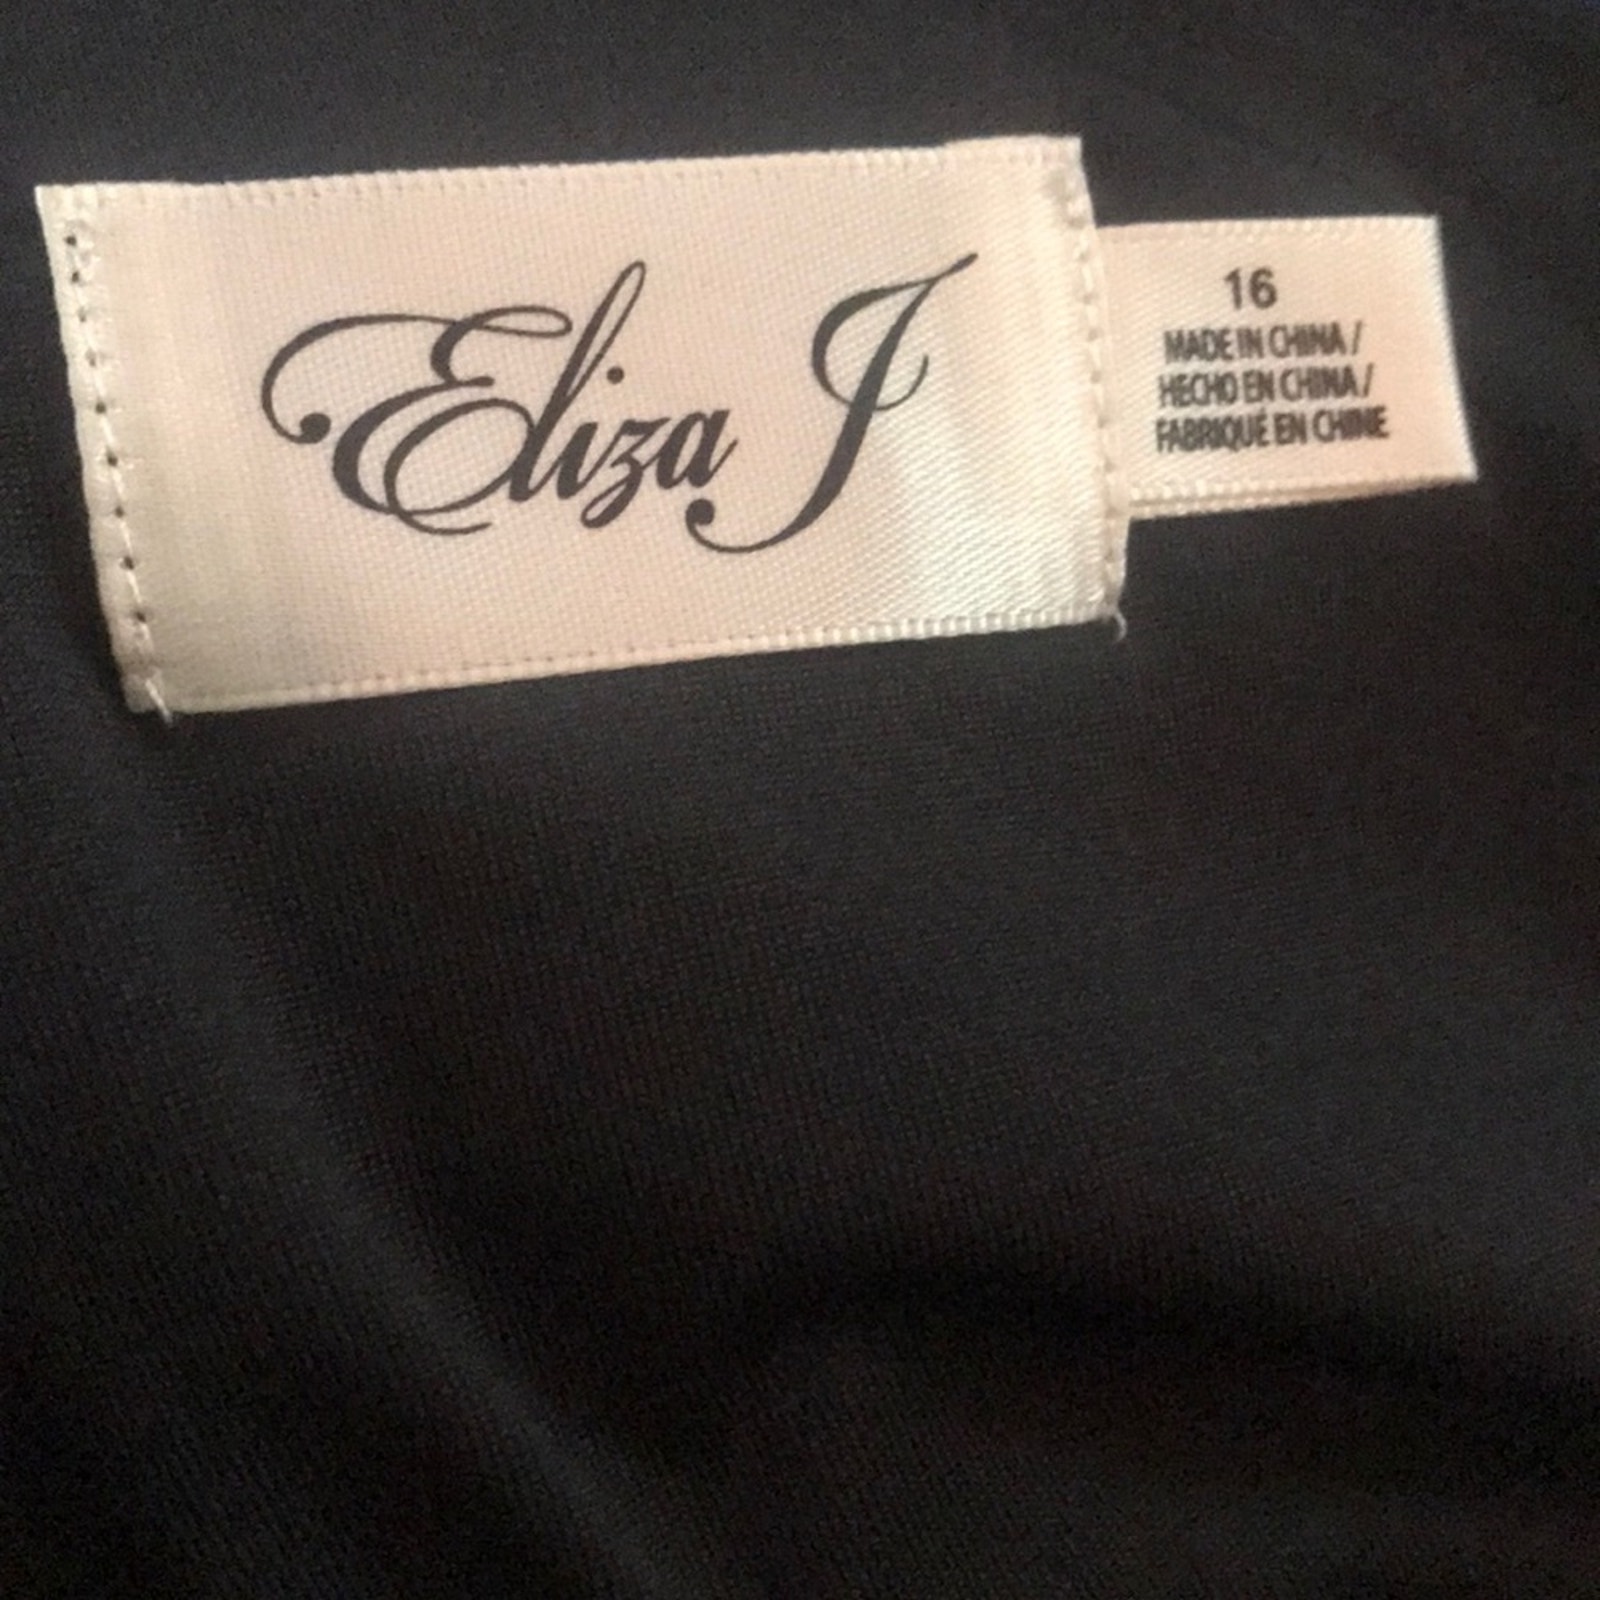 Eliza J
16
MADE IN CHINA /
HECHO EN CHINA /
FABRIQUÉ EN CHINE